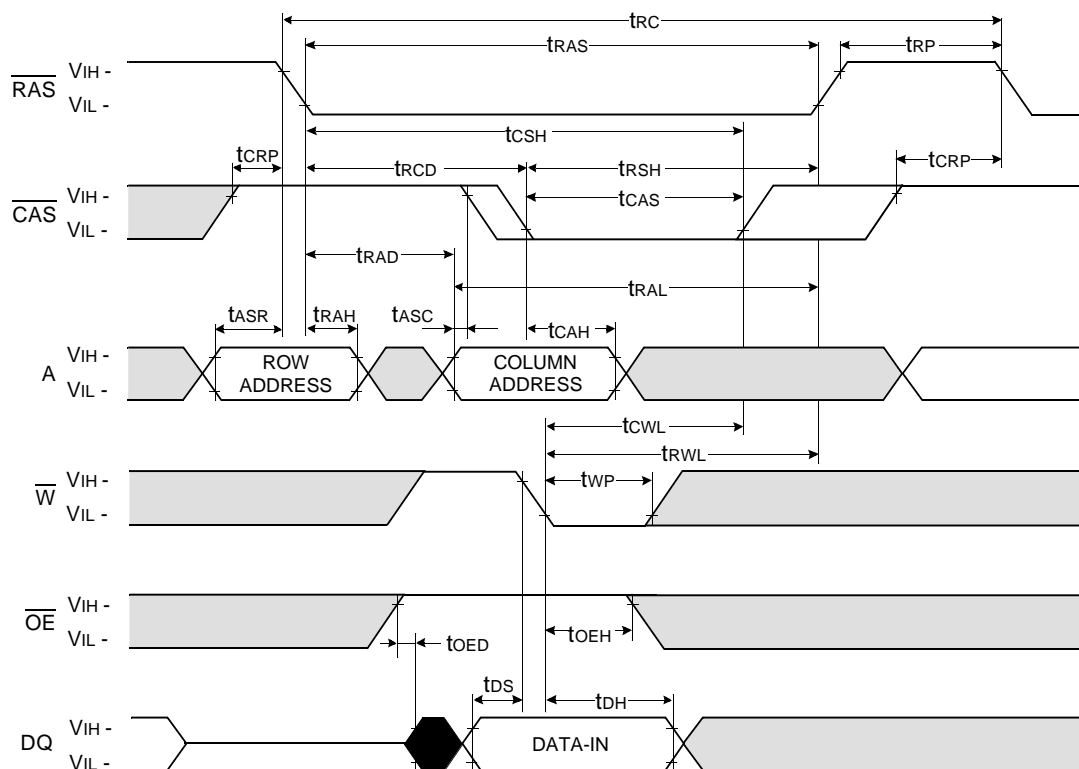 tRC
tRAS
tRP
RAS
VIH -
VIL -
tCSH
tCRP
tRCD
tRSH
tCRP
CAS
VIH -
VIL -
tCAS
tRAD
tRAL
tASR
tRAH
tASC
tCAH
A
VIH -
VIL -
ROW
ADDRESS
COLUMN
ADDRESS
tCWL
tRWL
W
VIH -
VIL -
tWP
OE
VIH -
VIL -
tOED
tOEH
tDS
tDH
DQ
VIH -
VIL -
DATA-IN